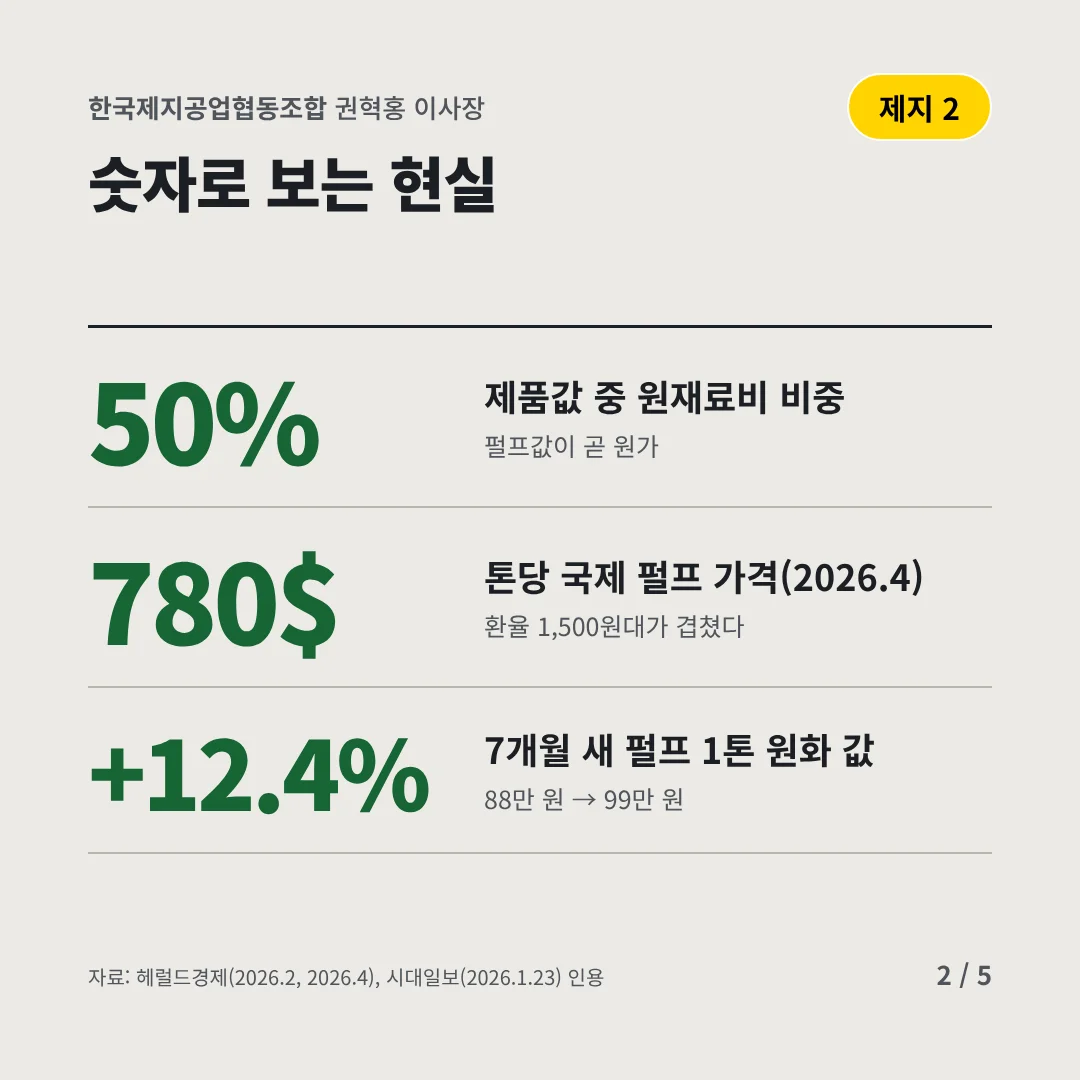 한국제지공업협동조합 권혁홍 이사장
제지 2
숫자로 보는 현실
50%
제품값 중 원재료비 비중
펄프값이 곧 원가
780$
톤당 국제 펄프 가격(2026.4)
환율 1,500원대가 겹쳤다
+12.4%
7개월 새 펄프 1톤 원화 값
88만 원 → 99만 원
자료: 헤럴드경제(2026.2, 2026.4), 시대일보(2026.1.23) 인용
2 / 5